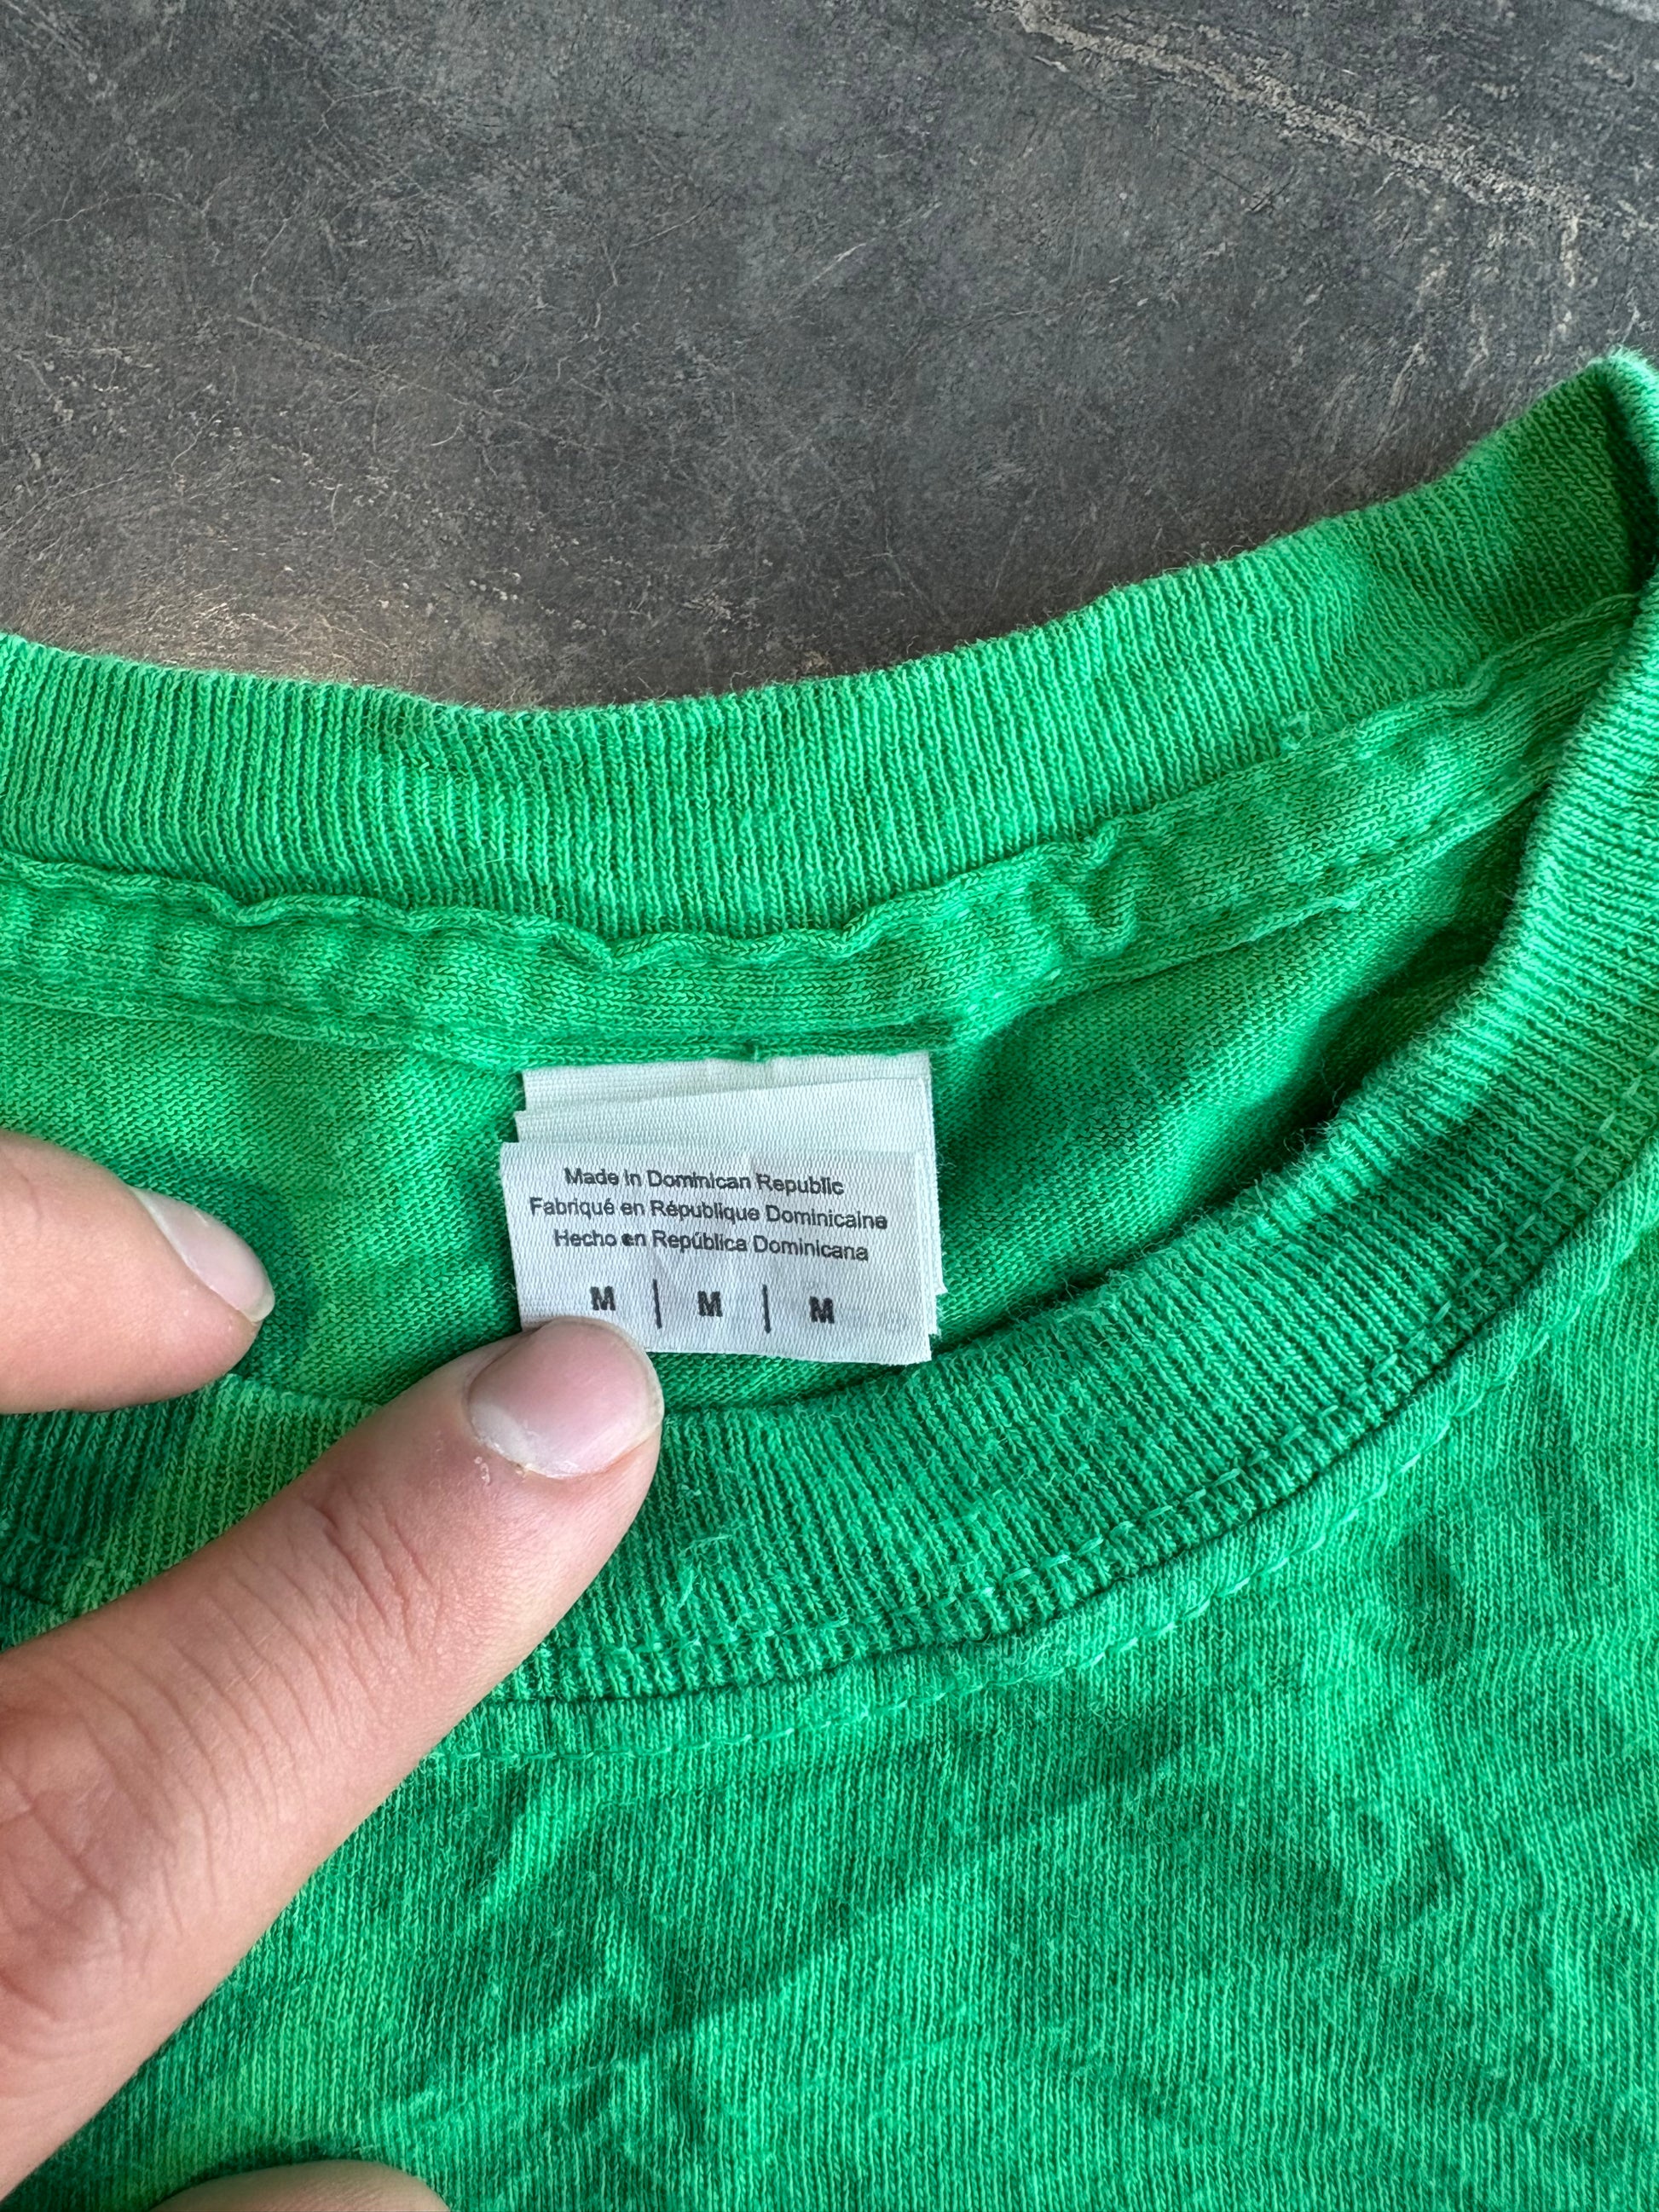 Made in Dominican Republic
Fabriqué en République Dominicaine
Hecho en República Dominicana
M | M | M